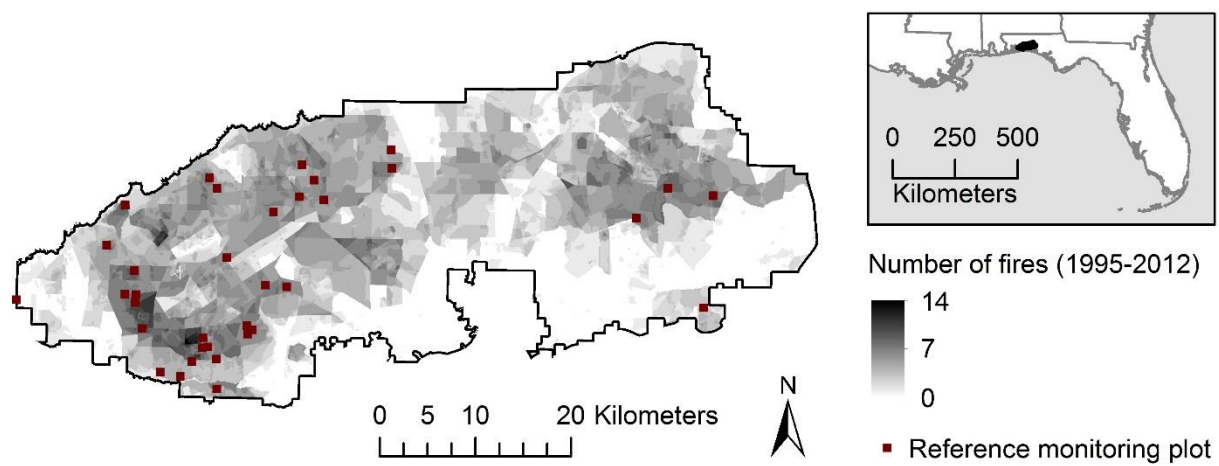 0 250 500
Kilometers
Number of fires (1995-2012)
14
7
0
N
0 5 10 20 Kilometers
Reference monitoring plot